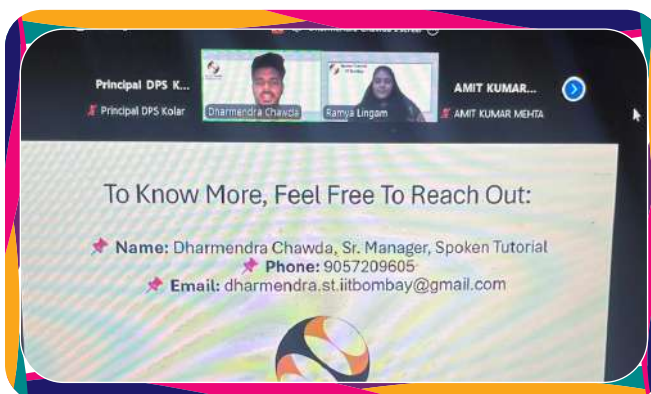 Principal DPS K...
Principal DPS Kolar
Dharmendra Chawda
Ramya Lingam
AMIT KUMAR...
AMIT KUMAR MEHTA
To Know More, Feel Free To Reach Out:
Name: Dharmendra Chawda, Sr. Manager, Spoken Tutorial
Phone: 9057209605
Email: dharmendra.st.iitbombay@gmail.com